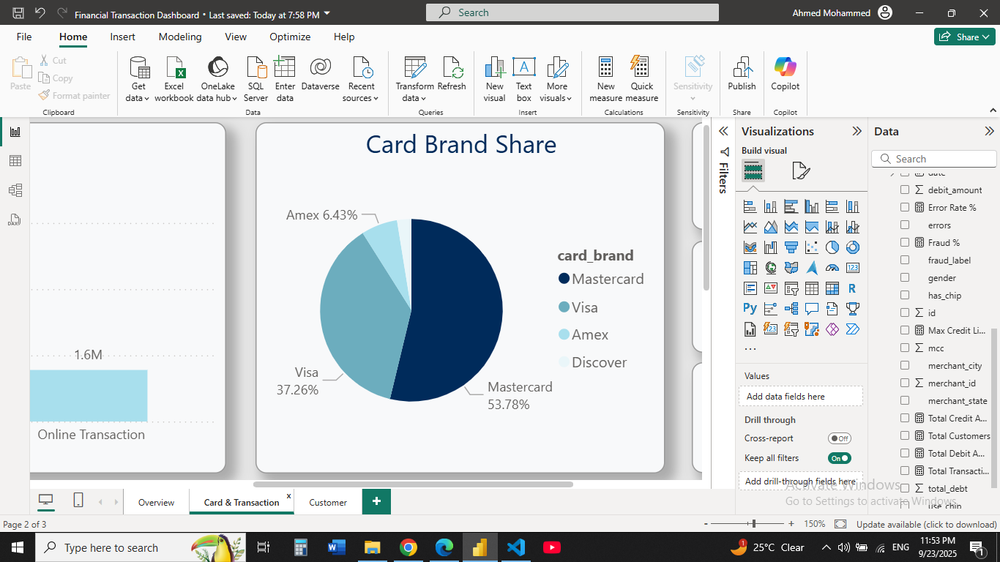 Financial Transaction Dashboard • Last saved: Today at 7:58 PM
Search
Ahmed Mohammed
File Home Insert Modeling View Optimize Help
Share
Paste
Cut
Copy
Format painter
Clipboard
Get data
Excel workbook
OneLake data hub
SQL Server
Enter data
Dataverse
Recent sources
Data
Transform data
Refresh
Queries
New visual
Text box
More visuals
Insert
New measure
Quick measure
Calculations
Sensitivity
Sensitivity
Publish
Share
Copilot
Copilot
1.6M
Online Transaction
Card Brand Share
Amex 6.43%
Visa
37.26%
Mastercard
53.78%
card_brand
Mastercard
Visa
Amex
Discover
Filters
Visualizations
Build visual
123
R
Py
123
...
Values
Add data fields here
Drill through
Cross-report
Off
Keep all filters
On
Add drill-through fields here
Data
Search
date
debit_amount
Error Rate %
errors
Fraud %
fraud_label
gender
has_chip
id
Max Credit Li...
mcc
merchant_city
merchant_id
merchant_state
Total Credit A...
Total Customers
Total Debit A...
Total Transacti...
total_debt
use_chip
Activate Windows
Go to Settings to activate Windows.
Overview
Card & Transaction
x
Customer
+
Page 2 of 3
- + 150%
Update available (click to download)
Type here to search
1
25°C Clear
ENG
11:53 PM
9/23/2025
1